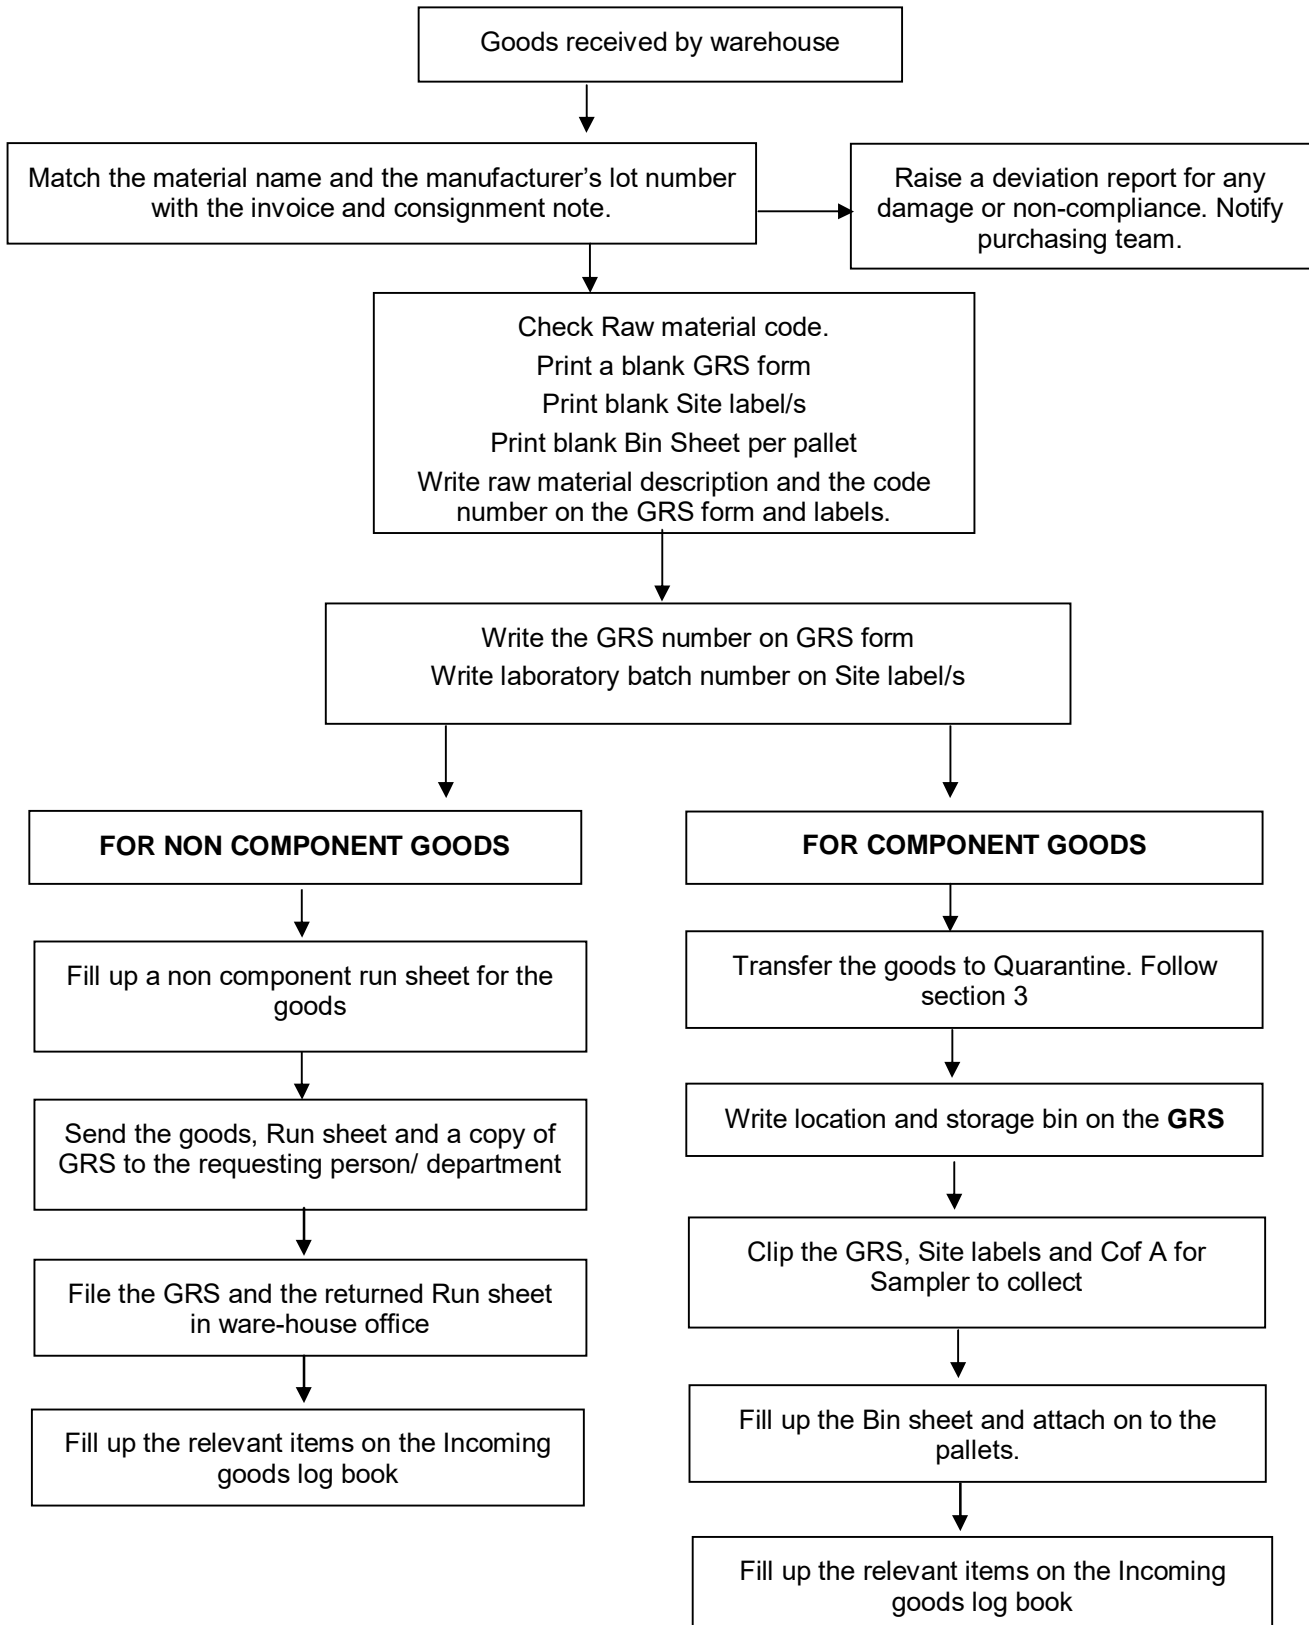 Goods received by warehouse
Match the material name and the manufacturer’s lot number
with the invoice and consignment note.
Raise a deviation report for any
damage or non-compliance. Notify
purchasing team.
Check Raw material code.
Print a blank GRS form
Print blank Site label/s
Print blank Bin Sheet per pallet
Write raw material description and the code
number on the GRS form and labels.
Write the GRS number on GRS form
Write laboratory batch number on Site label/s
FOR NON COMPONENT GOODS
Fill up a non component run sheet for the
goods
Send the goods, Run sheet and a copy of
GRS to the requesting person/ department
File the GRS and the returned Run sheet
in ware-house office
Fill up the relevant items on the Incoming
goods log book
FOR COMPONENT GOODS
Transfer the goods to Quarantine. Follow
section 3
Write location and storage bin on the GRS
Clip the GRS, Site labels and Cof A for
Sampler to collect
Fill up the Bin sheet and attach on to the
pallets.
Fill up the relevant items on the Incoming
goods log book